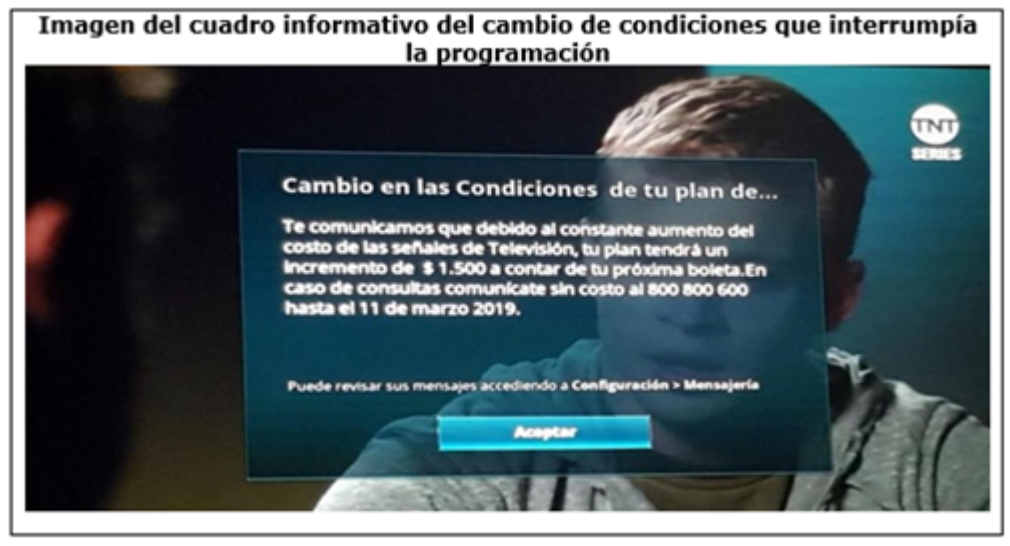 Imagen del cuadro informativo del cambio de condiciones que interrumpía
la programación
TNT
SERIES
Cambio en las Condiciones de tu plan de...
Te comunicamos que debido al constante aumento del
costo de las señales de Televisión, tu plan tendrá un
incremento de $ 1.500 a contar de tu próxima boleta.En
caso de consultas comunícate sin costo al 800 800 600
hasta el 11 de marzo 2019.
Puede revisar sus mensajes accediendo a Configuración > Mensajería
Aceptar